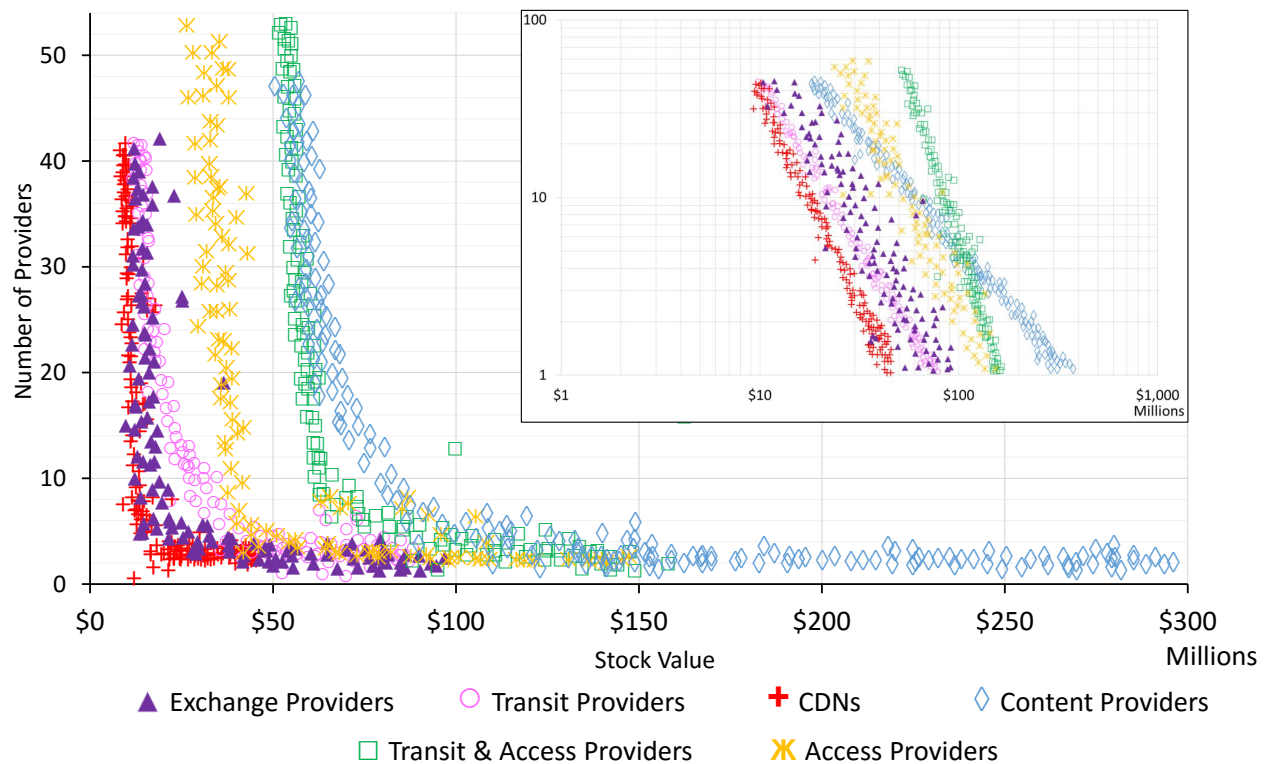 50
40
30
20
10
0
Number of Providers
$0
$50
$100
$150
$200
$250
$300
Stock Value
Millions
100
10
1
$1
$10
$100
$1,000
Millions
Exchange Providers
Transit Providers
CDNs
Content Providers
Transit & Access Providers
Access Providers